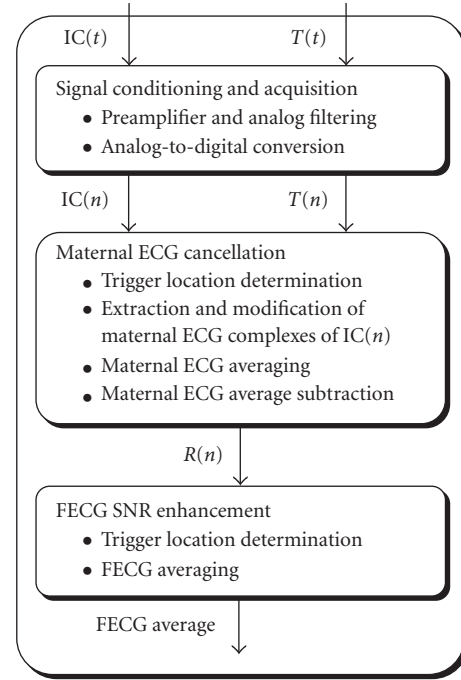 IC(t) T(t)
Signal conditioning and acquisition
• Preamplifier and analog filtering
• Analog-to-digital conversion
IC(n) T(n)
Maternal ECG cancellation
• Trigger location determination
• Extraction and modification of
maternal ECG complexes of IC(n)
• Maternal ECG averaging
• Maternal ECG average subtraction
R(n)
FECG SNR enhancement
• Trigger location determination
• FECG averaging
FECG average